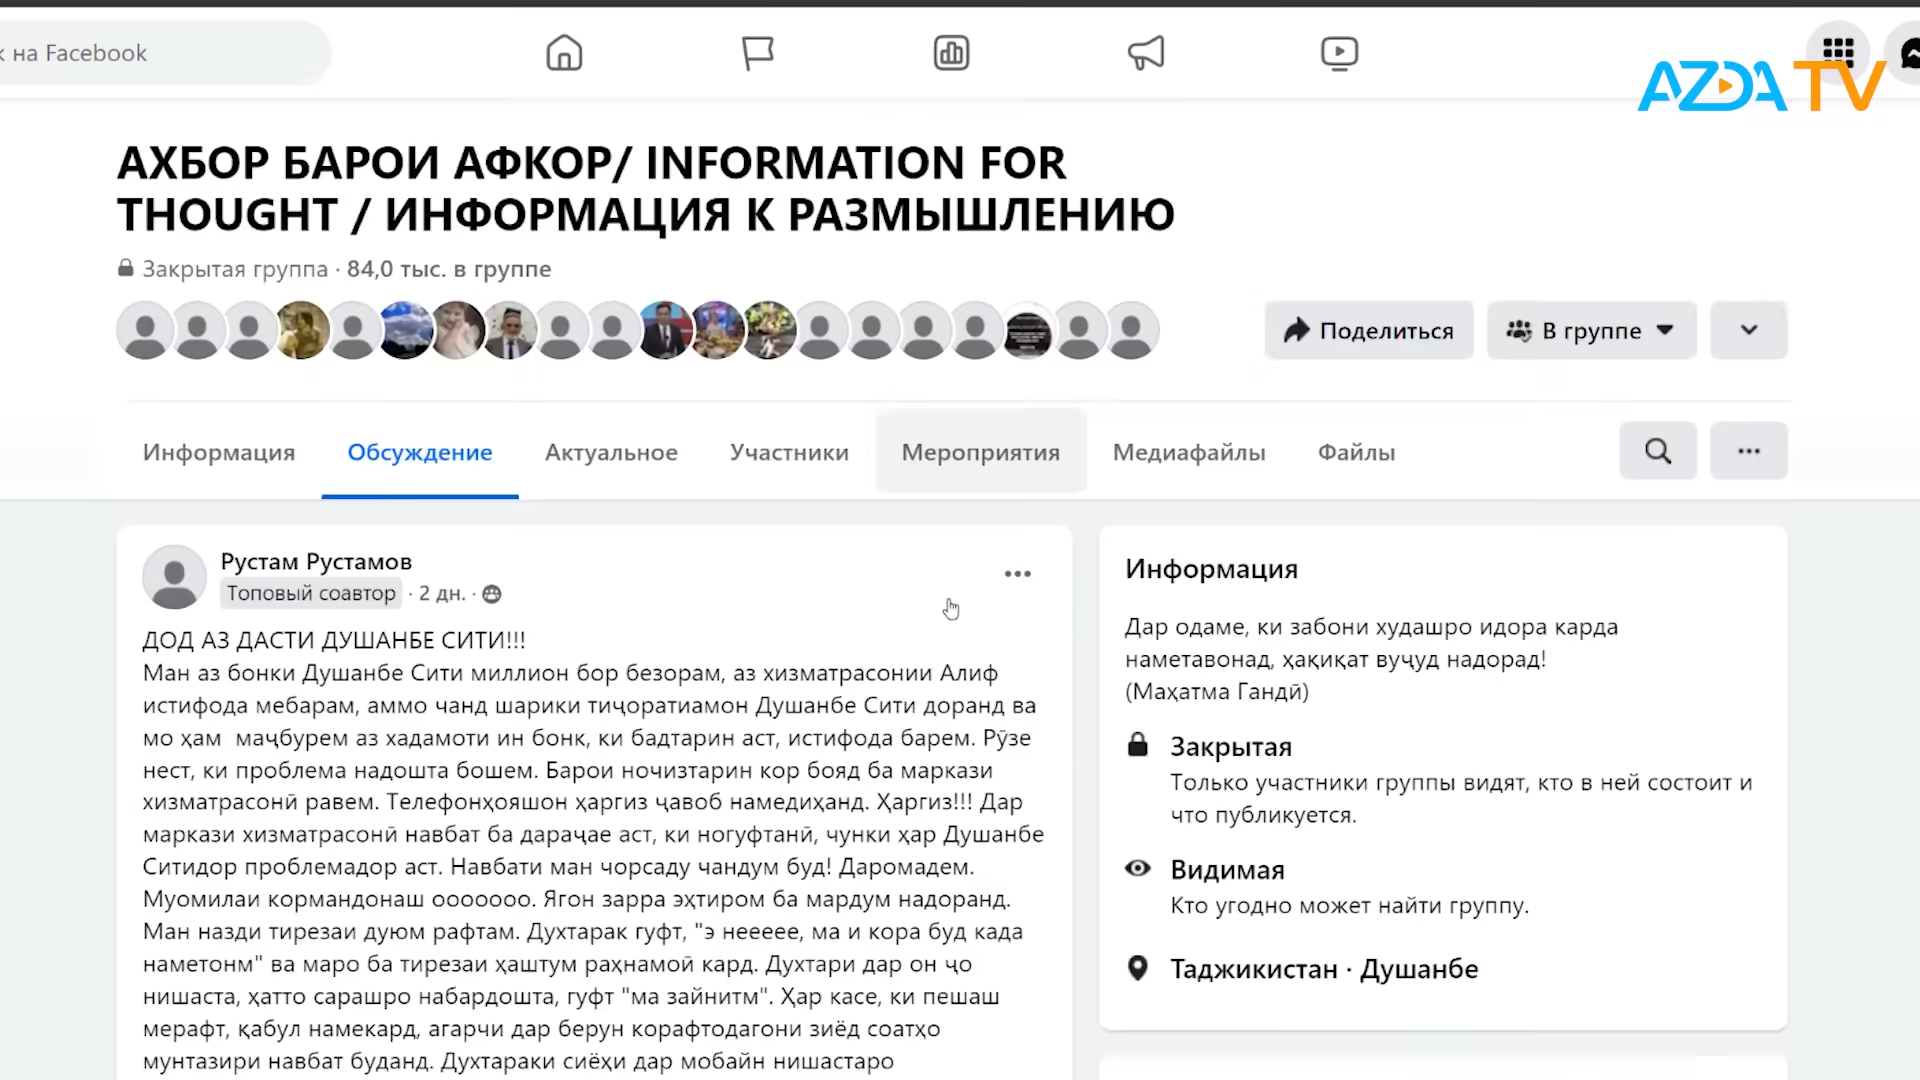 к на Facebook
AZDA TV
АХБОР БАРОИ АФКОР/ INFORMATION FOR
THOUGHT / ИНФОРМАЦИЯ К РАЗМЫШЛЕНИЮ
Закрытая группа · 84,0 тыс. в группе
Поделиться
В группе
Информация
Обсуждение
Актуальное
Участники
Мероприятия
Медиафайлы
Файлы
Рустам Рустамов
Топовый соавтор · 2 дн. ·
ДОД АЗ ДАСТИ ДУШАНБЕ СИТИ!!!
Ман аз бонки Душанбе Сити миллион бор безорам, аз хизматрасонии Алиф
истифода мебарам, аммо чанд шарики тиҷоратиамон Душанбе Сити доранд ва
мо ҳам маҷбурем аз хадамоти ин бонк, ки бадтарин аст, истифода барем. Рӯзе
нест, ки проблема надошта бошем. Барои ночизтарин кор бояд ба маркази
хизматрасонӣ равем. Телефонҳояшон ҳаргиз ҷавоб намедиҳанд. Ҳаргиз!!! Дар
маркази хизматрасонӣ навбат ба дараҷае аст, ки ногуфтанӣ, чунки ҳар Душанбе
Ситидор проблемадор аст. Навбати ман чорсаду чандум буд! Даромадем.
Муомилаи кормандонаш ооооооо. Ягон зарра эҳтиром ба мардум надоранд.
Ман назди тирезаи дуюм рафтам. Духтарак гуфт, "э неееее, ма и кора буд када
наметонм" ва маро ба тирезаи ҳаштум раҳнамоӣ кард. Духтари дар он ҷо
нишаста, ҳатто сарашро набардошта, гуфт "ма зайнитм". Ҳар касе, ки пешаш
мерафт, қабул намекард, агарчи дар берун корафтодагони зиёд соатҳо
мунтазири навбат буданд. Духтараки сиёҳи дар мобайн нишастаро
Информация
Дар одаме, ки забони худашро идора карда
наметавонад, ҳақиқат вуҷуд надорад!
(Маҳатма Гандӣ)
Закрытая
Только участники группы видят, кто в ней состоит и
что публикуется.
Видимая
Кто угодно может найти группу.
Таджикистан · Душанбе